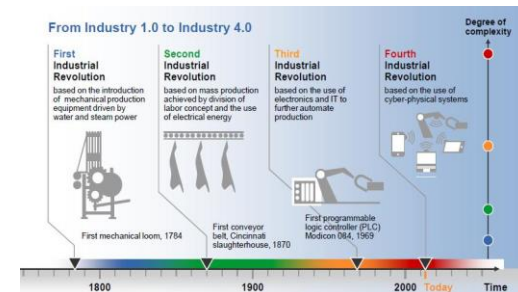 From Industry 1.0 to Industry 4.0
Degree of
complexity
First
Industrial
Revolution
based on the introduction
of mechanical production
equipment driven by
water and steam power
Second
Industrial
Revolution
based on mass production
achieved by division of
labor concept and the use
of electrical energy
Third
Industrial
Revolution
based on the use of
electronics and IT to
further automate
production
Fourth
Industrial
Revolution
based on the use of
cyber-physical systems
First mechanical loom, 1784
First conveyor
belt, Cincinnati
slaughterhouse, 1870
First programmable
logic controller (PLC)
Modicon 084, 1969
1800
1900
2000
Today
Time